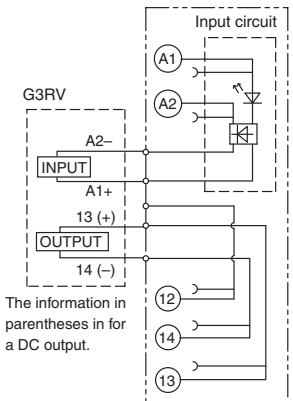 Input circuit
A1
G3RV
A2
A2–
INPUT
A1+
13 (+)
OUTPUT
14 (–)
The information in
parentheses in for
a DC output.
12
14
13